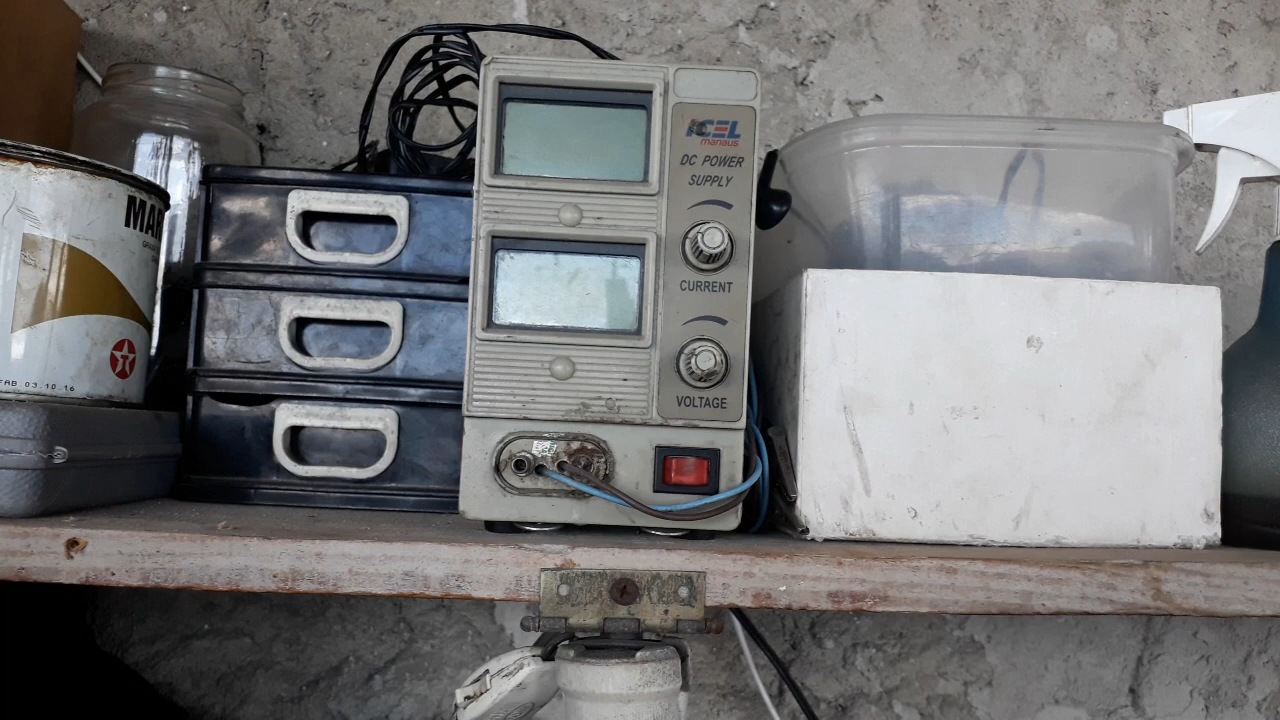 MAR
FAB 03.10.16
ICEL
manaus
DC POWER
SUPPLY
CURRENT
VOLTAGE